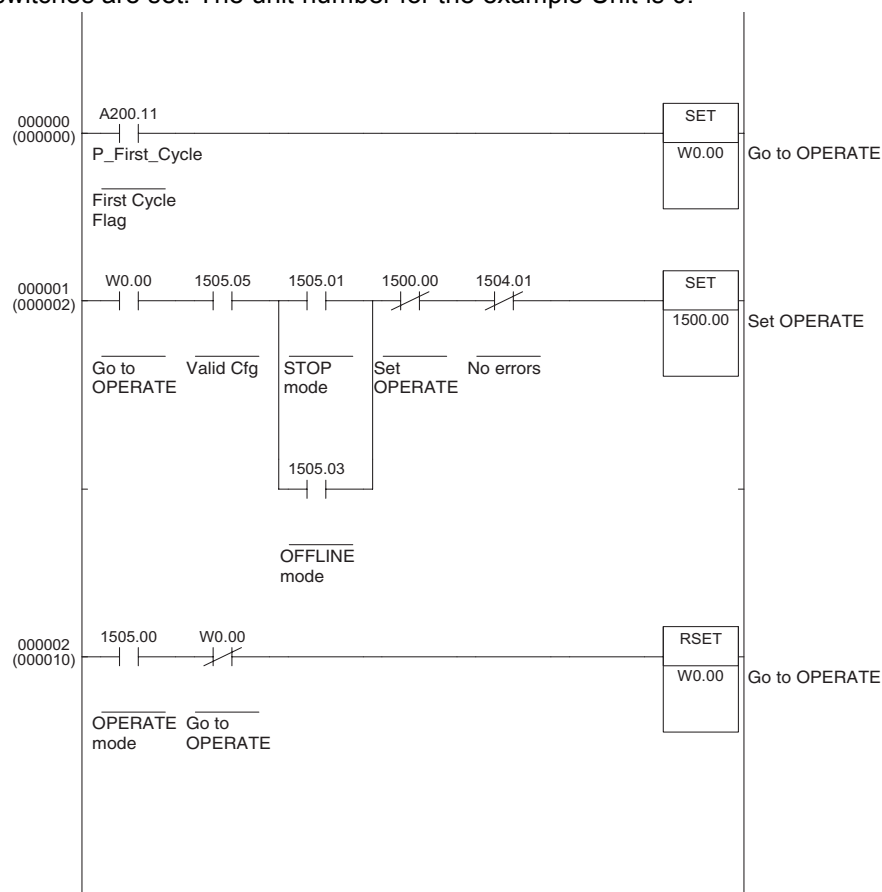 switches are set. The unit number for the example Unit is 0.
000000
(000000)
A200.11
P_First_Cycle
First Cycle
Flag
SET
W0.00
Go to OPERATE
000001
(000002)
W0.00 1505.05 1505.01 1500.00 1504.01
Go to
OPERATE
Valid Cfg
STOP
mode
Set
OPERATE
No errors
SET
1500.00
Set OPERATE
1505.03
OFFLINE
mode
000002
(000010)
1505.00 W0.00
OPERATE
mode
Go to
OPERATE
RSET
W0.00
Go to OPERATE